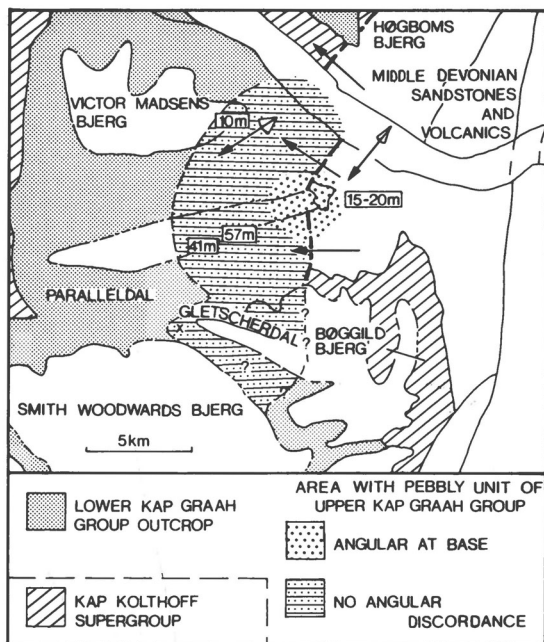 HØGBOMS
BJERG
MIDDLE DEVONIAN
SANDSTONES
AND
VOLCANICS
VICTOR MADSENS
BJERG
10m
15-20m
57m
41m
PARALLELDAL
GLETSCHERDAL
?
x
?
?
BØGGILD
BJERG
SMITH WOODWARDS BJERG
5km
LOWER KAP GRAAH
GROUP OUTCROP
KAP KOLTHOFF
SUPERGROUP
AREA WITH PEBBLY UNIT OF
UPPER KAP GRAAH GROUP
ANGULAR AT BASE
NO ANGULAR
DISCORDANCE